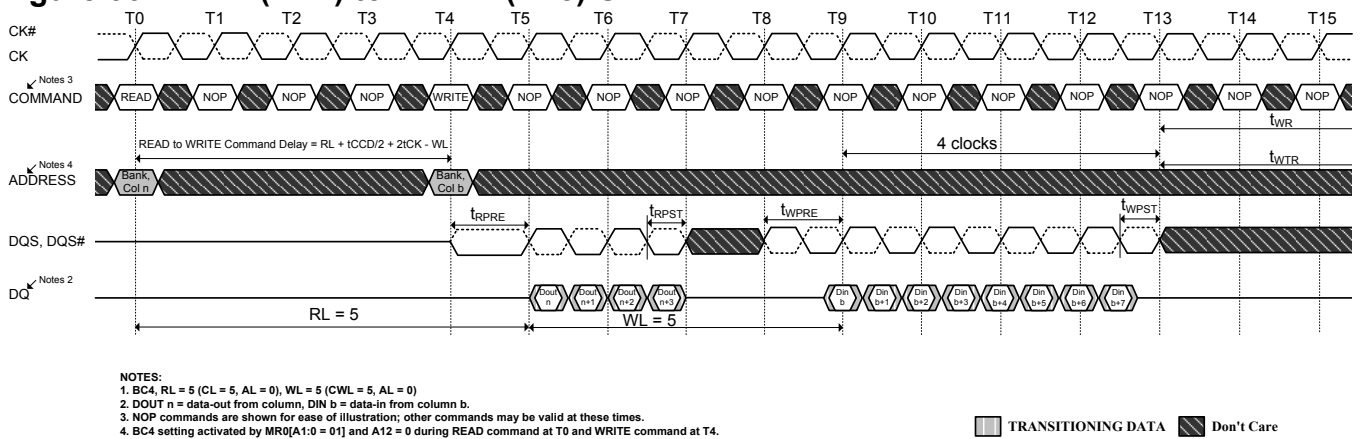 T0 T1 T2 T3 T4 T5 T6 T7 T8 T9 T10 T11 T12 T13 T14 T15
CK#
CK
Notes 3
COMMAND READ NOP NOP NOP WRITE NOP NOP NOP NOP NOP NOP NOP NOP NOP NOP NOP
tWR
READ to WRITE Command Delay = RL + tCCD/2 + 2tCK - WL
4 clocks
Notes 4
tWTR
ADDRESS
Bank, Col n
Bank, Col b
tRPRE tRPST tWPRE tWPST
DQS, DQS#
Notes 2
DQ
Dout n Dout n+1 Dout n+2 Dout n+3 Din b Din b+1 Din b+2 Din b+3 Din b+4 Din b+5 Din b+6 Din b+7
RL = 5 WL = 5
NOTES:
1. BC4, RL = 5 (CL = 5, AL = 0), WL = 5 (CWL = 5, AL = 0)
2. DOUT n = data-out from column, DIN b = data-in from column b.
3. NOP commands are shown for ease of illustration; other commands may be valid at these times.
4. BC4 setting activated by MR0[A1:0 = 01] and A12 = 0 during READ command at T0 and WRITE command at T4.
TRANSITIONING DATA Don't Care